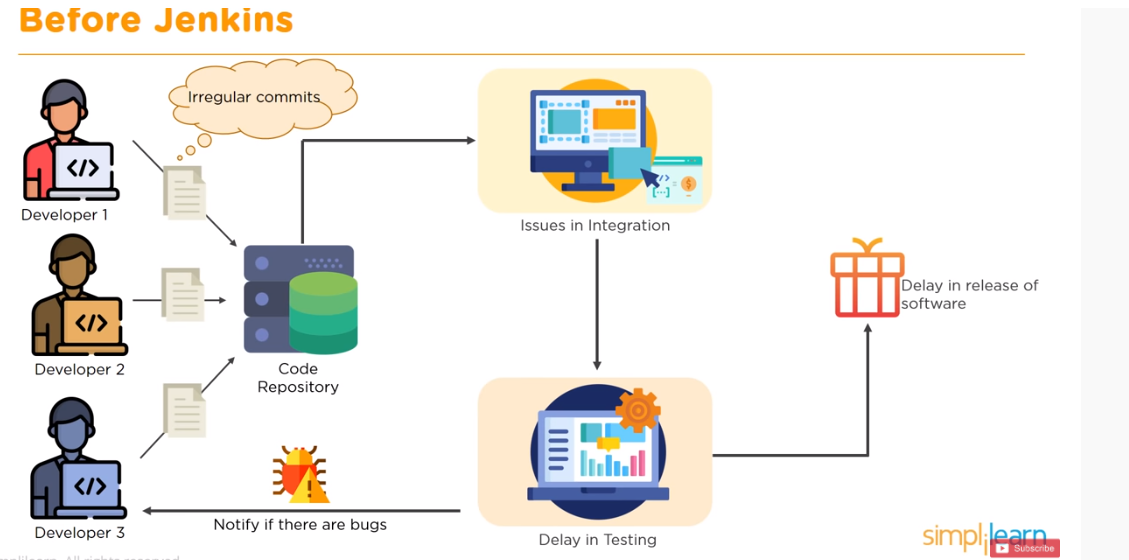 Before Jenkins
Irregular commits
</>
Developer 1
</>
Developer 2
</>
Developer 3
Code
Repository
Issues in Integration
</>
Delay in release of
software
Notify if there are bugs
Delay in Testing
simplilearn
Subscribe